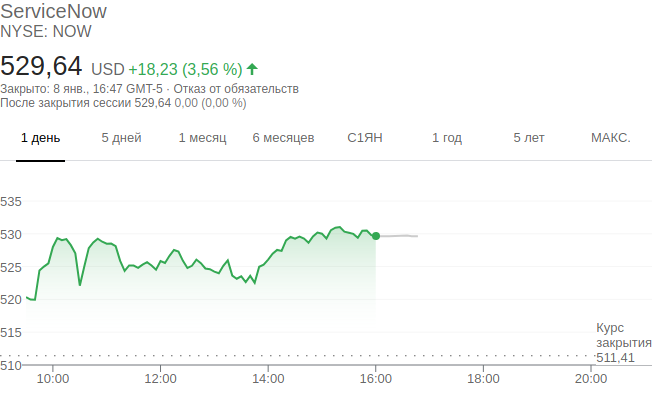 ServiceNow
NYSE: NOW
529,64 USD +18,23 (3,56 %)
Закрыто: 8 янв., 16:47 GMT-5 · Отказ от обязательств
После закрытия сессии 529,64 0,00 (0,00 %)
1 день 5 дней 1 месяц 6 месяцев С1ЯН 1 год 5 лет МАКС.
535
530
525
520
515
510
Курс
закрытия
511,41
10:00 12:00 14:00 16:00 18:00 20:00